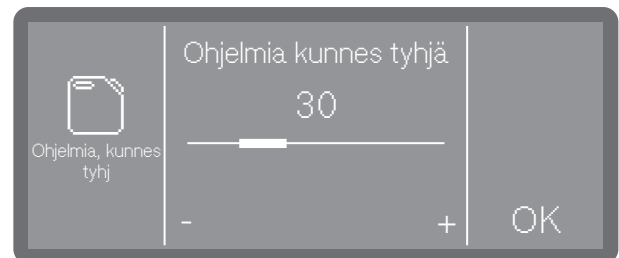 Ohjelmia, kunnes
tyhj
Ohjelmia kunnes tyhjä
30
- +
OK